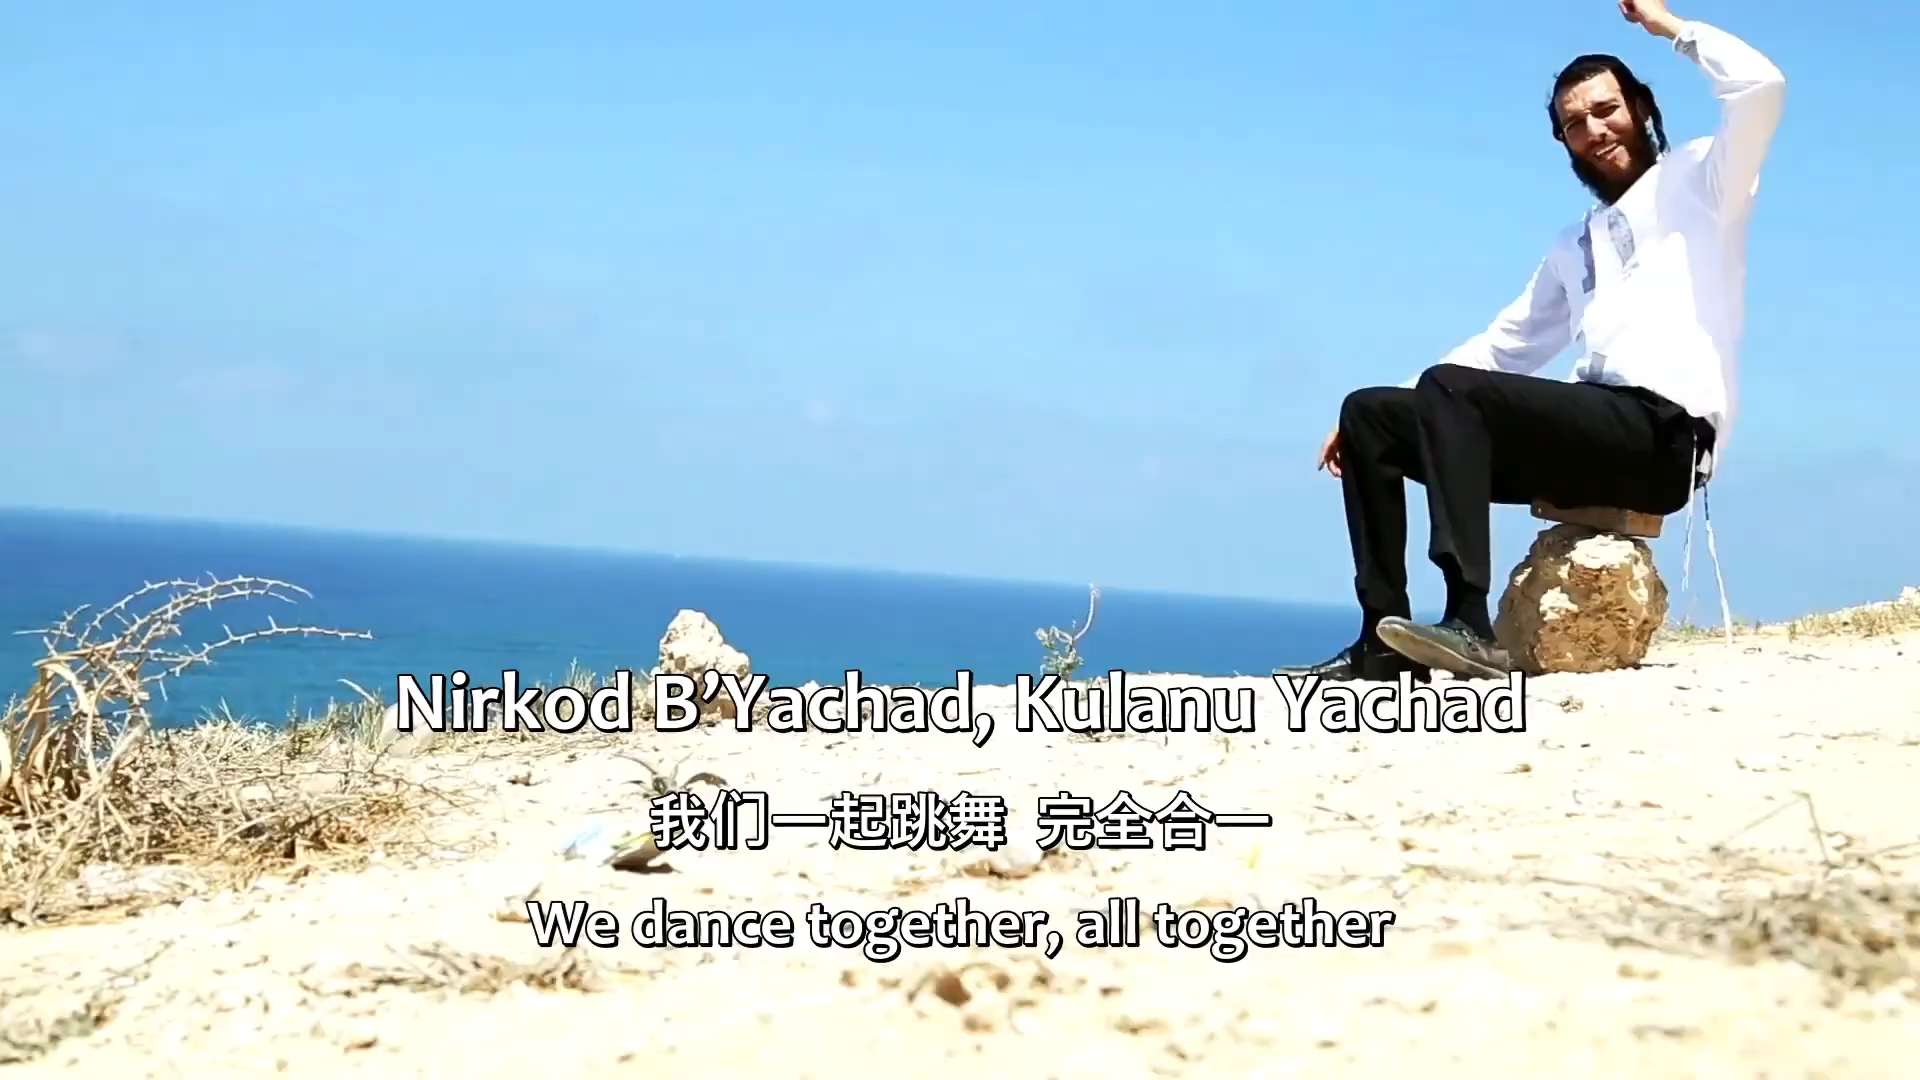 Nirkod B’Yachad, Kulanu Yachad
我们一起跳舞 完全合一
We dance together, all together